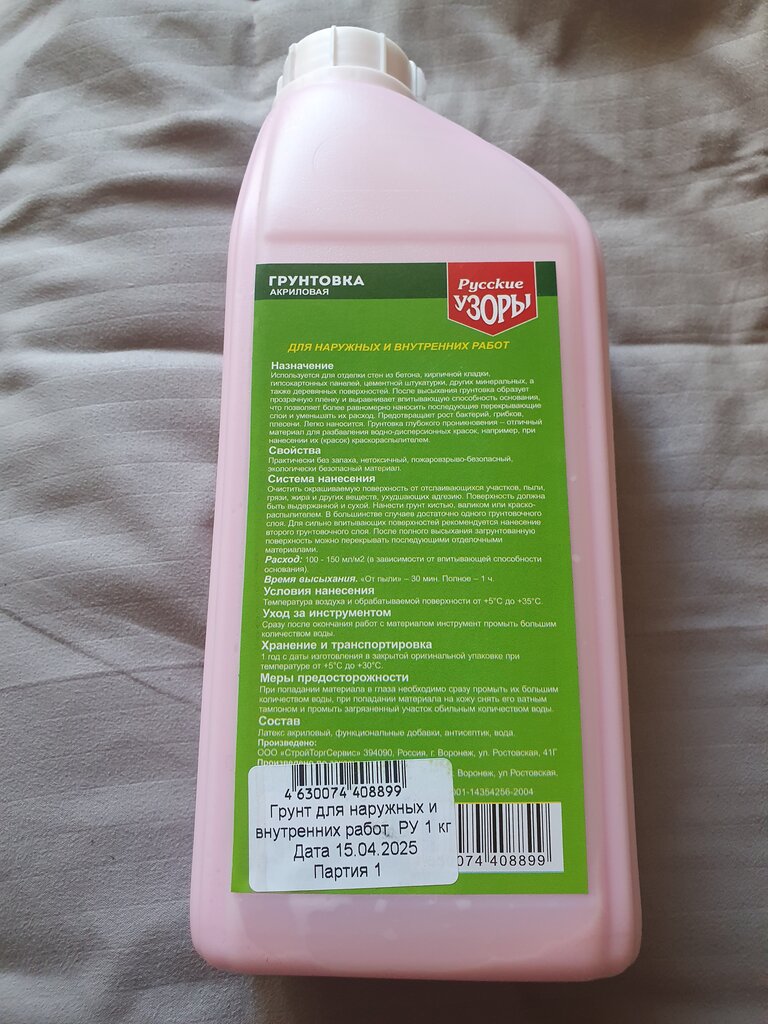 ГРУНТОВКА
АКРИЛОВАЯ
Русские
УЗОРЫ
ДЛЯ НАРУЖНЫХ И ВНУТРЕННИХ РАБОТ
Назначение
Используется для отделки стен из бетона, кирпичной кладки,
гипсокартонных панелей, цементной штукатурки, других минеральных, а
также деревянных поверхностей. После высыхания грунтовка образует
прозрачную пленку и выравнивает впитывающую способность основания,
что позволяет более равномерно наносить последующие перекрывающие
слои и уменьшать их расход. Предотвращает рост бактерий, грибков,
плесени. Легко наносится. Грунтовка глубокого проникновения – отличный
материал для разбавления водно-дисперсионных красок, например, при
нанесении их (красок) краскораспылителем.
Свойства
Практически без запаха, нетоксичный, пожаровзрыво-безопасный,
экологически безопасный материал.
Система нанесения
Очистить окрашиваемую поверхность от отслаивающихся участков, пыли,
грязи, жира и других веществ, ухудшающих адгезию. Поверхность должна
быть выдержанной и сухой. Нанести грунт кистью, валиком или краско-
распылителем. В большинстве случаев достаточно одного грунтовочного
слоя. Для сильно впитывающих поверхностей рекомендуется нанесение
второго грунтовочного слоя. После полного высыхания загрунтованную
поверхность можно перекрывать последующими отделочными
материалами.
Расход: 100 - 150 мл/м2 (в зависимости от впитывающей способности
основания).
Время высыхания. «От пыли» – 30 мин. Полное – 1 ч.
Условия нанесения
Температура воздуха и обрабатываемой поверхности от +5°С до +35°С.
Уход за инструментом
Сразу после окончания работ с материалом инструмент промыть большим
количеством воды.
Хранение и транспортировка
1 год с даты изготовления в закрытой оригинальной упаковке при
температуре от +5°С до +30°С.
Меры предосторожности
При попадании материала в глаза необходимо сразу промыть их большим
количеством воды, при попадании материала на кожу снять его ватным
тампоном и промыть загрязненный участок обильным количеством воды.
Состав
Латекс акриловый, функциональные добавки, антисептик, вода.
Произведено:
ООО «СтройТоргСервис» 394090, Россия, г. Воронеж, ул. Ростовская, 41Г
Произведено по
г. Воронеж, ул Ростовская,
001-14354256-2004
074 408899
4 630074 408899
Грунт для наружных и
внутренних работ РУ 1 кг
Дата 15.04.2025
Партия 1